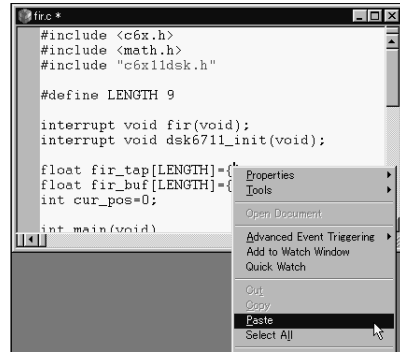 fir.c *
#include <c6x.h>
#include <math.h>
#include "c6x11dsk.h"
#define LENGTH 9
interrupt void fir(void);
interrupt void dsk6711_init(void);
float fir_tap[LENGTH]={
float fir_buf[LENGTH]={
int cur_pos=0;
int main(void)
Properties
Tools
Open Document
Advanced Event Triggering
Add to Watch Window
Quick Watch
Cut
Copy
Paste
Select All